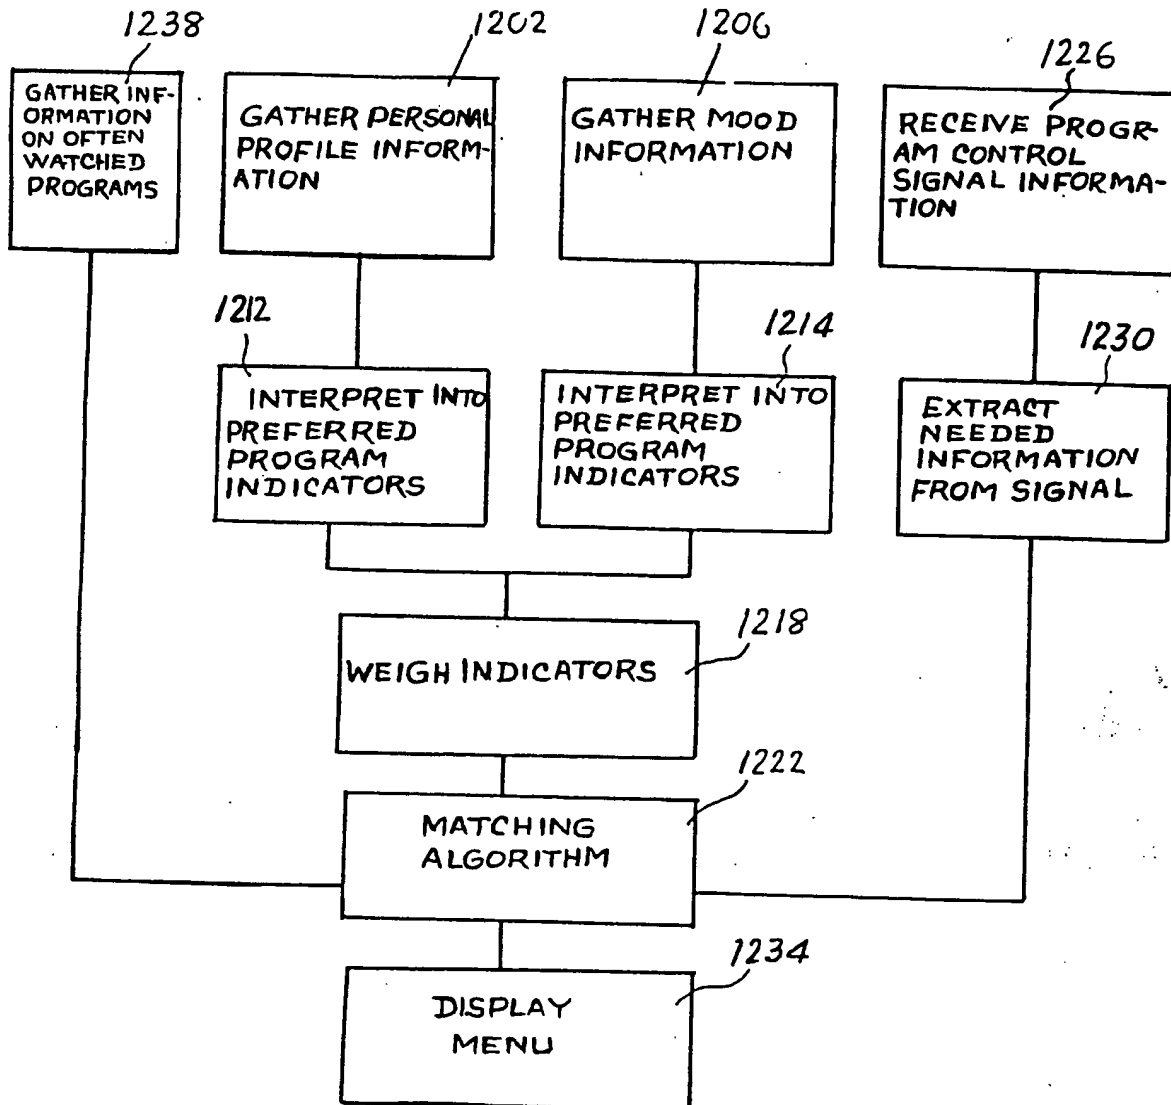 1238
1202
1206
1226
GATHER INF-
ORMATION
ON OFTEN
WATCHED
PROGRAMS
GATHER PERSONAL
PROFILE INFORM-
ATION
GATHER MOOD
INFORMATION
RECEIVE PROGR-
AM CONTROL
SIGNAL INFORMA-
TION
1212
1214
1230
INTERPRET INTO
PREFERRED
PROGRAM
INDICATORS
INTERPRET INTO
PREFERRED
PROGRAM
INDICATORS
EXTRACT
NEEDED
INFORMATION
FROM SIGNAL
1218
WEIGH INDICATORS
1222
MATCHING
ALGORITHM
1234
DISPLAY
MENU